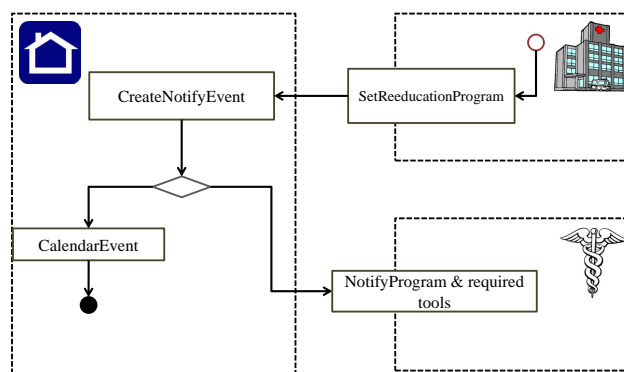 CreateNotifyEvent
SetReeducationProgram
CalendarEvent
NotifyProgram & required
tools